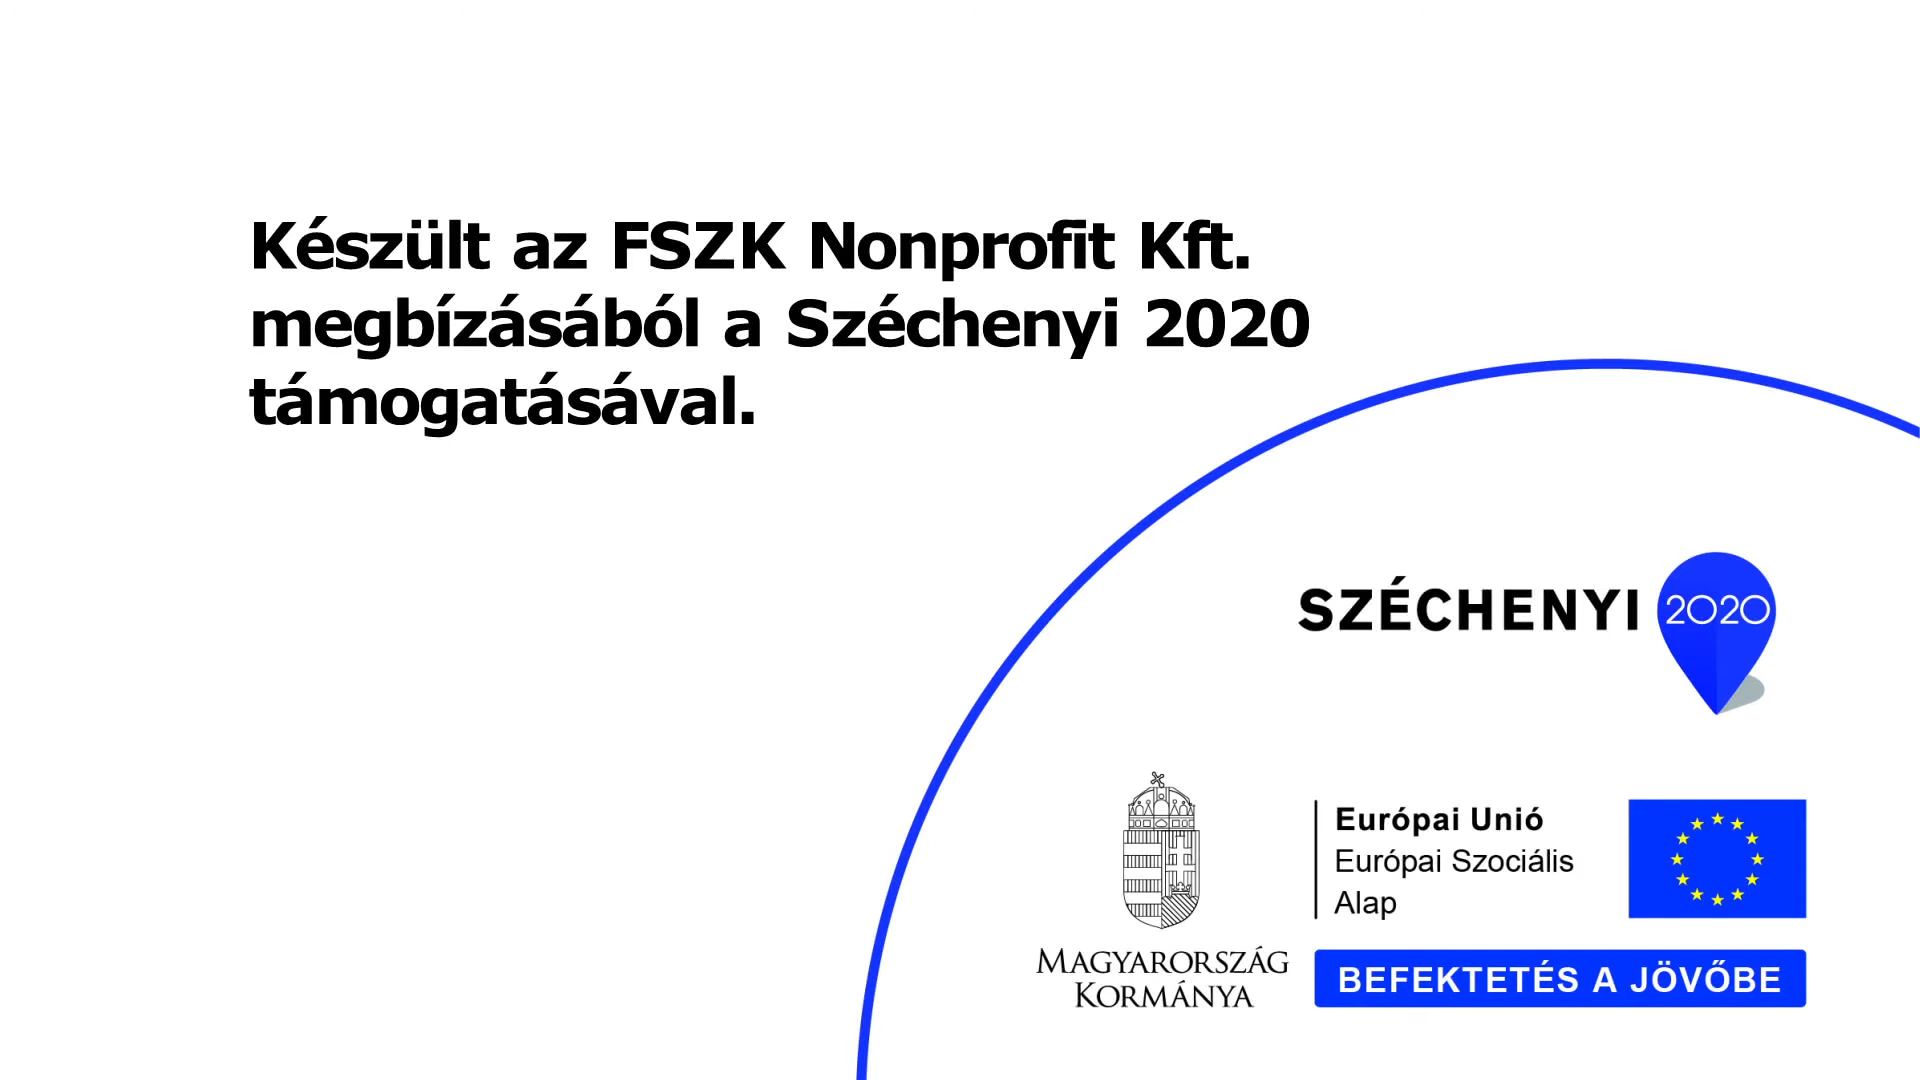 Készült az FSZK Nonprofit Kft.
megbízásából a Széchenyi 2020
támogatásával.
SZÉCHENYI 2020
Európai Unió
Európai Szociális
Alap
MAGYARORSZÁG
KORMÁNYA
BEFEKTETÉS A JÖVŐBE